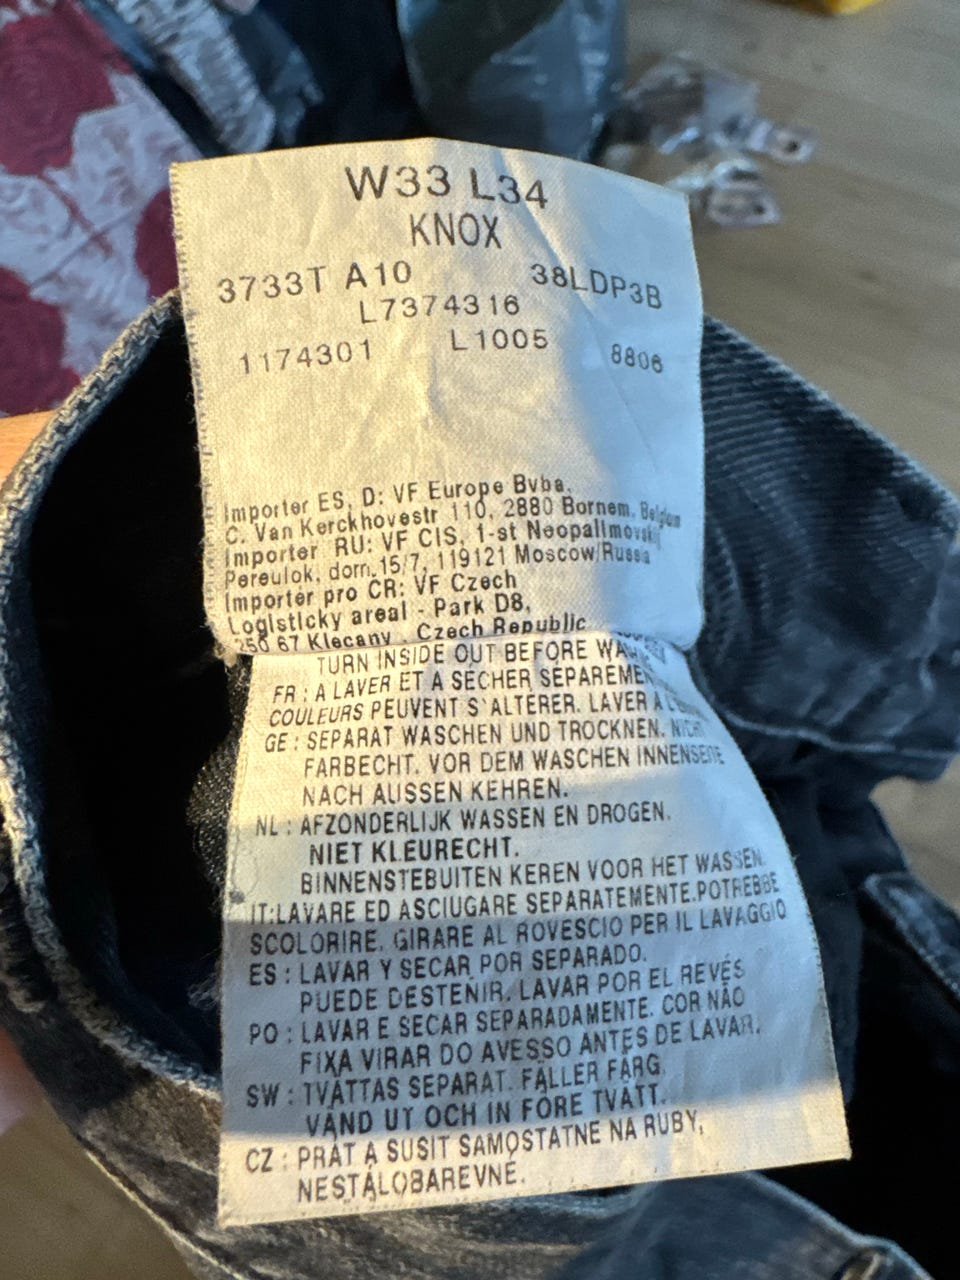 W33 L34
KNOX
3733T A10 38LDP3B
L7374316
1174301 L1005 8806
Importer ES, D: VF Europe Bvba,
C. Van Kerckhovestr 110, 2880 Bornem, Belgium
Importer RU: VF CIS, 1-st Neopalimovskij
Pereulok, dom.15/7, 119121 Moscow/Russia
Importer pro CR: VF Czech
Logisticky areal - Park D8,
250 67 Klecany . Czech Republic
TURN INSIDE OUT BEFORE
FR : A LAVER ET A SECHER SEPAREMENT
COULEURS PEUVENT S`ALTERER. LAVER A
GE : SEPARAT WASCHEN UND TROCKNEN. NICHT
FARBECHT. VOR DEM WASCHEN INNENSEITE
NACH AUSSEN KEHREN.
NL : AFZONDERLIJK WASSEN EN DROGEN.
NIET KLEURECHT.
BINNENSTEBUITEN KEREN VOOR HET WASSEN.
IT:LAVARE ED ASCIUGARE SEPARATEMENTE.POTREBBE
SCOLORIRE. GIRARE AL ROVESCIO PER IL LAVAGGIO
ES : LAVAR Y SECAR POR SEPARADO.
PUEDE DESTENIR. LAVAR POR EL REVÉS
PO : LAVAR E SECAR SEPARADAMENTE. COR NÃO
FIXA VIRAR DO AVESSO ANTES DE LAVAR.
SW : TVÄTTAS SEPARAT. FÄLLER FÄRG.
VÄND UT OCH IN FÖRE TVÄTT.
CZ : PRÁT A SUSIT SAMOSTATNE NA RUBY,
NESTÁLOBAREVNÉ.